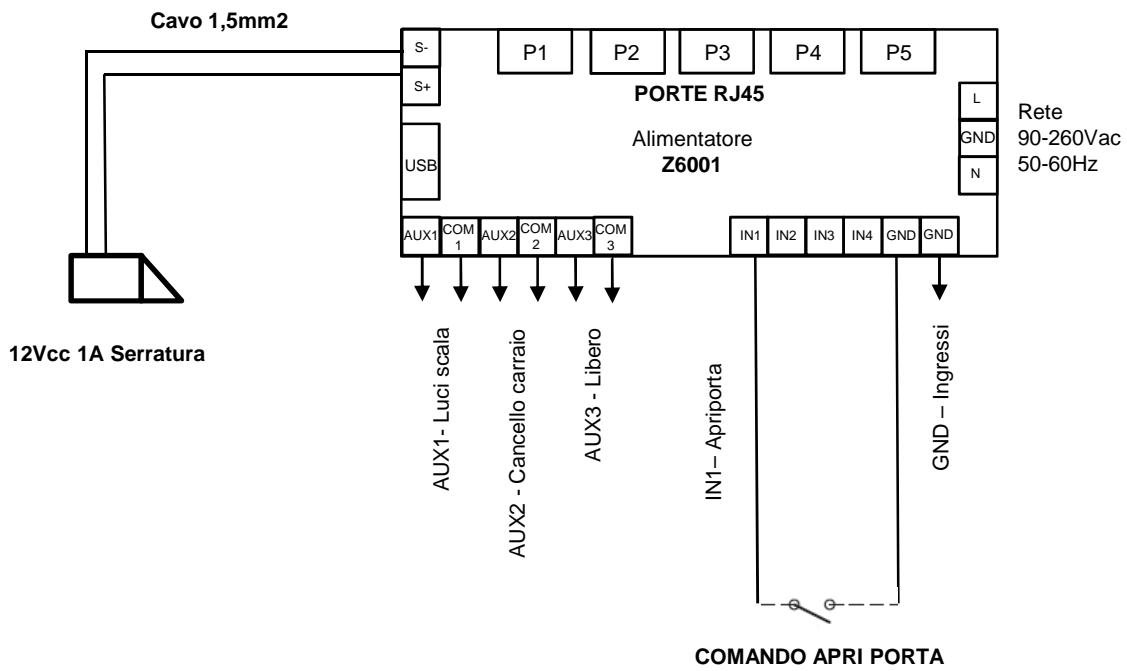 Cavo 1,5mm2
S-
S+
USB
P1
P2
P3
P4
P5
PORTE RJ45
Alimentatore
Z6001
L
GND
N
Rete
90-260Vac
50-60Hz
AUX1
COM
1
AUX2
COM
2
AUX3
COM
3
IN1
IN2
IN3
IN4
GND
GND
12Vcc 1A Serratura
AUX1- Luci scala
AUX2 - Cancello carraio
AUX3 - Libero
IN1– Apriporta
GND – Ingressi
COMANDO APRI PORTA